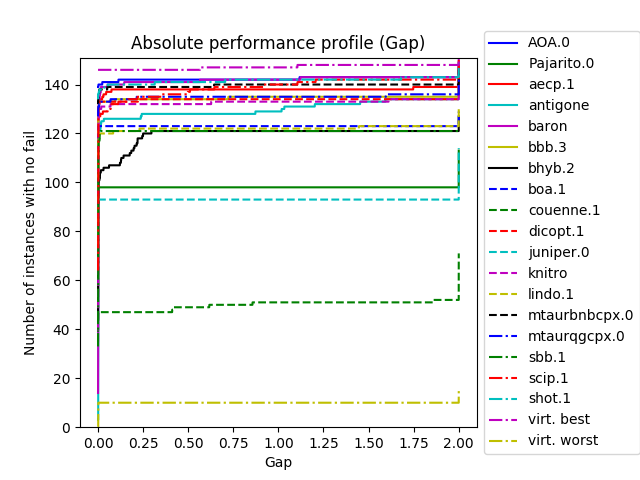 Absolute performance profile (Gap)
Number of instances with no fail
140
120
100
80
60
40
20
0
0.00 0.25 0.50 0.75 1.00 1.25 1.50 1.75 2.00
Gap
AOA.0
Pajarito.0
aecp.1
antigone
baron
bbb.3
bhyb.2
boa.1
couenne.1
dicopt.1
juniper.0
knitro
lindo.1
mtaurbnbcpx.0
mtaurqgcpx.0
sbb.1
scip.1
shot.1
virt. best
virt. worst